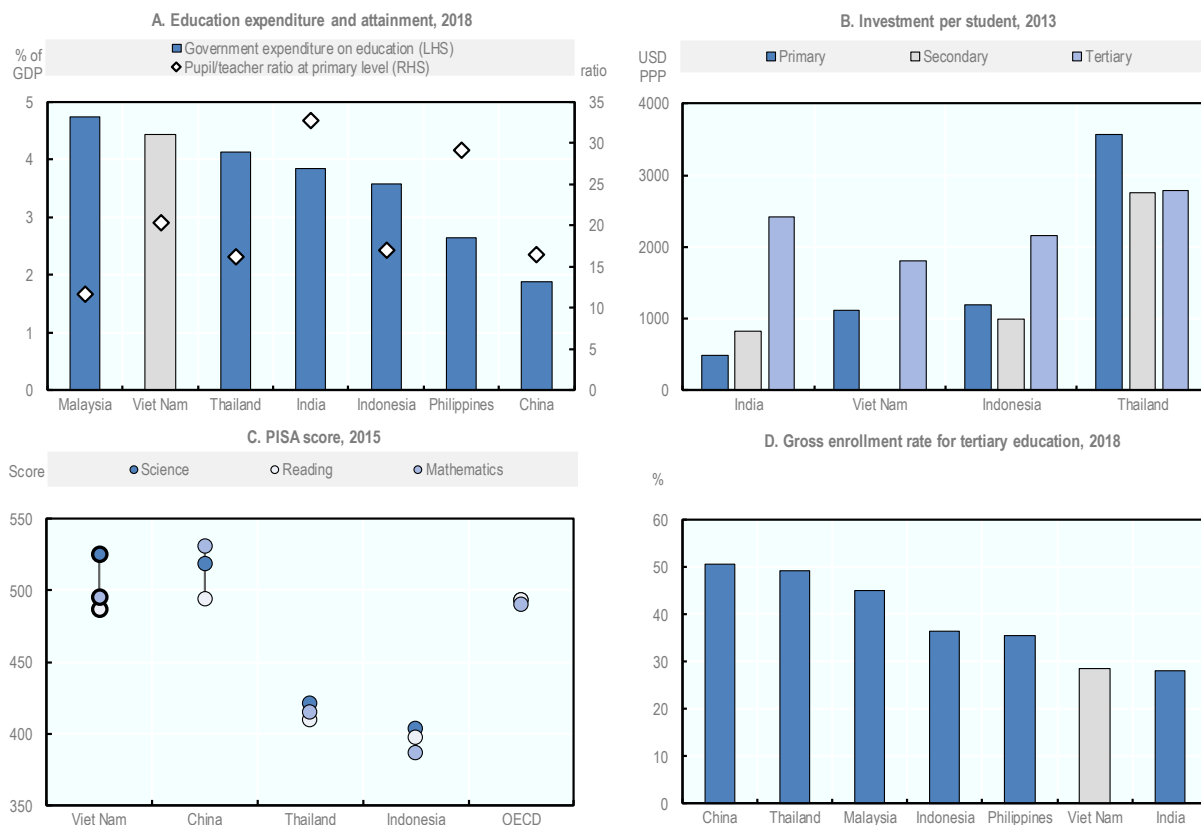 A. Education expenditure and attainment, 2018
% of
GDP
Government expenditure on education (LHS)
Pupil/teacher ratio at primary level (RHS)
ratio
5
4
3
2
1
0
35
30
25
20
15
10
5
0
Malaysia Viet Nam Thailand India Indonesia Philippines China
B. Investment per student, 2013
USD
PPP
Primary Secondary Tertiary
4000
3000
2000
1000
0
India Viet Nam Indonesia Thailand
C. PISA score, 2015
Score
Science Reading Mathematics
550
500
450
400
350
Viet Nam China Thailand Indonesia OECD
D. Gross enrollment rate for tertiary education, 2018
%
60
50
40
30
20
10
0
China Thailand Malaysia Indonesia Philippines Viet Nam India